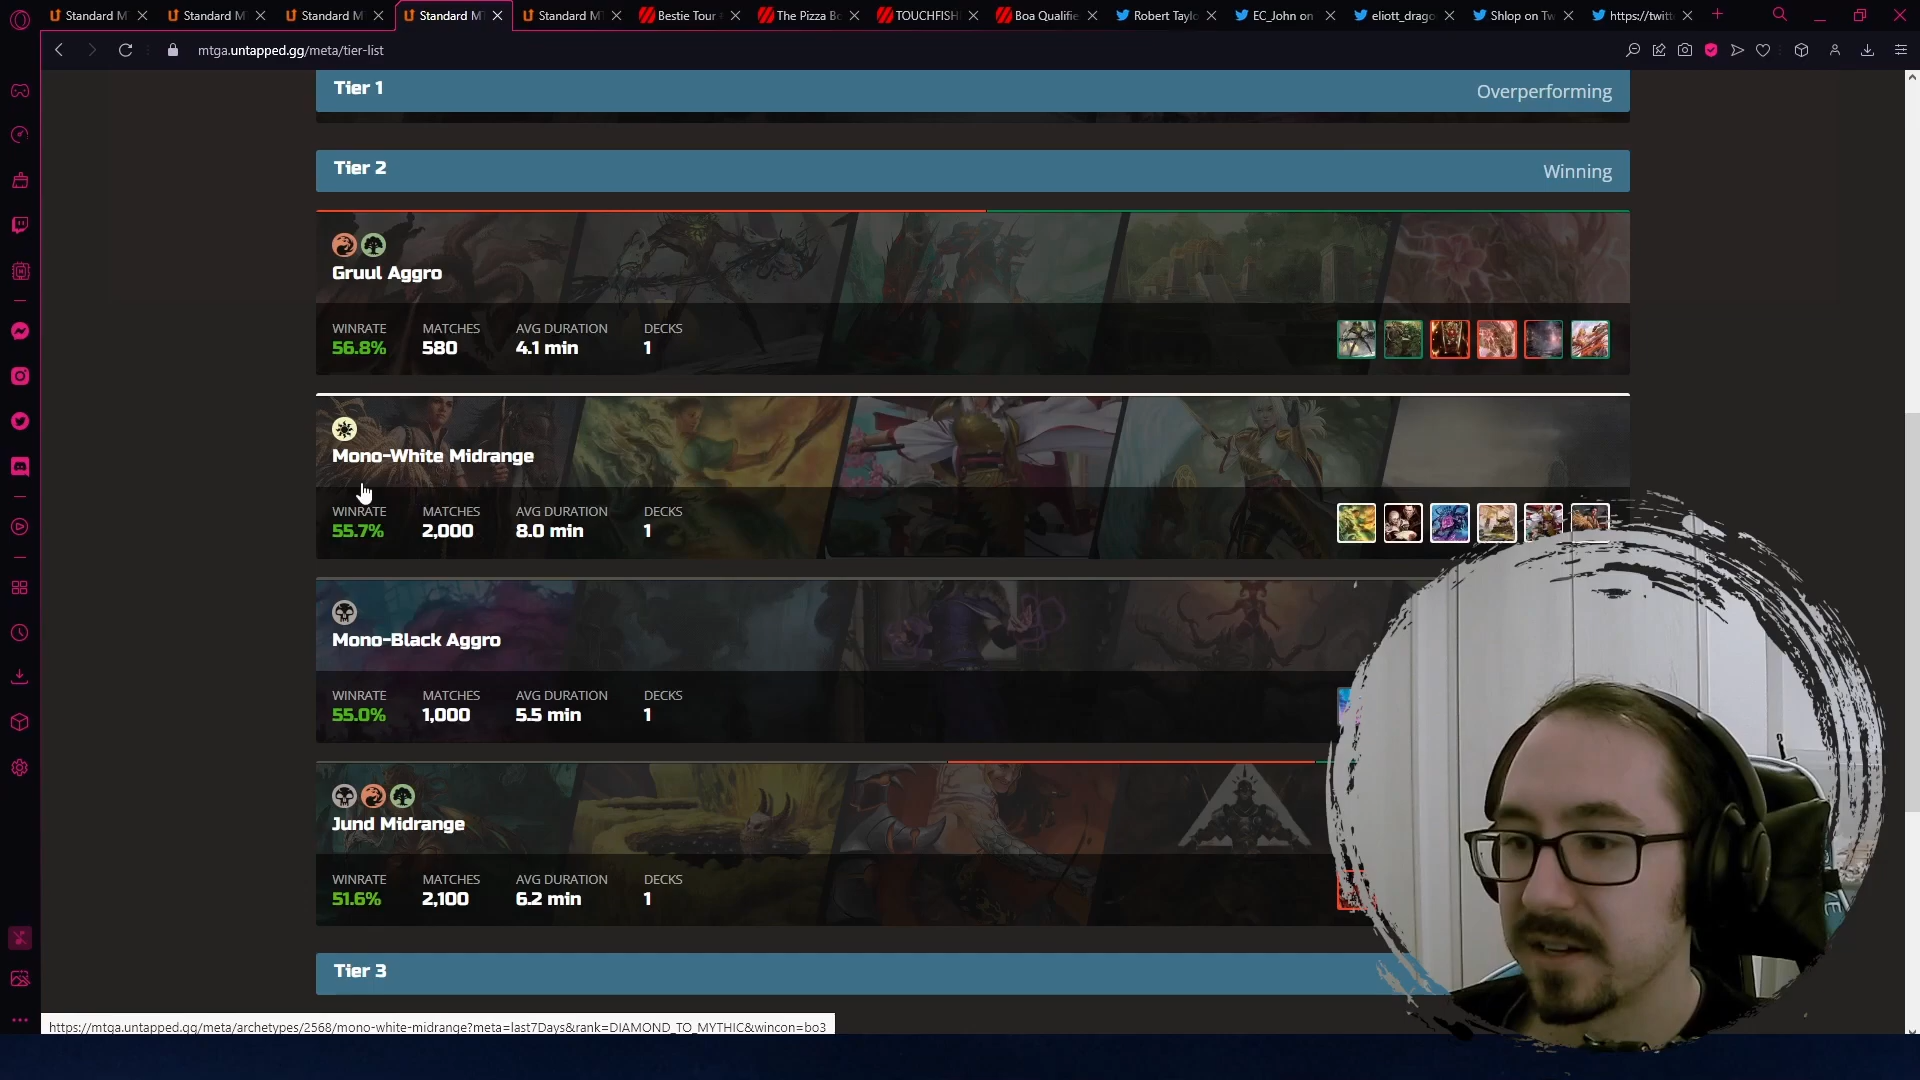 Standard M
Standard M
Standard M
Standard M
Standard M
Bestie Tour
The Pizza Bo
TOUCHFISH
Boa Qualifie
Robert Taylo
EC_John on
eliott_drago
Shlop on Tw
https://twitt
mtga.untapped.gg/meta/tier-list
Tier 1
Overperforming
Tier 2
Winning
Gruul Aggro
WINRATE MATCHES AVG DURATION DECKS
56.8% 580 4.1 min 1
Mono-White Midrange
WINRATE MATCHES AVG DURATION DECKS
55.7% 2,000 8.0 min 1
Mono-Black Aggro
WINRATE MATCHES AVG DURATION DECKS
55.0% 1,000 5.5 min 1
Jund Midrange
WINRATE MATCHES AVG DURATION DECKS
51.6% 2,100 6.2 min 1
Tier 3
https://mtga.untapped.gg/meta/archetypes/2568/mono-white-midrange?meta=last7Days&rank=DIAMOND_TO_MYTHIC&wincon=bo3